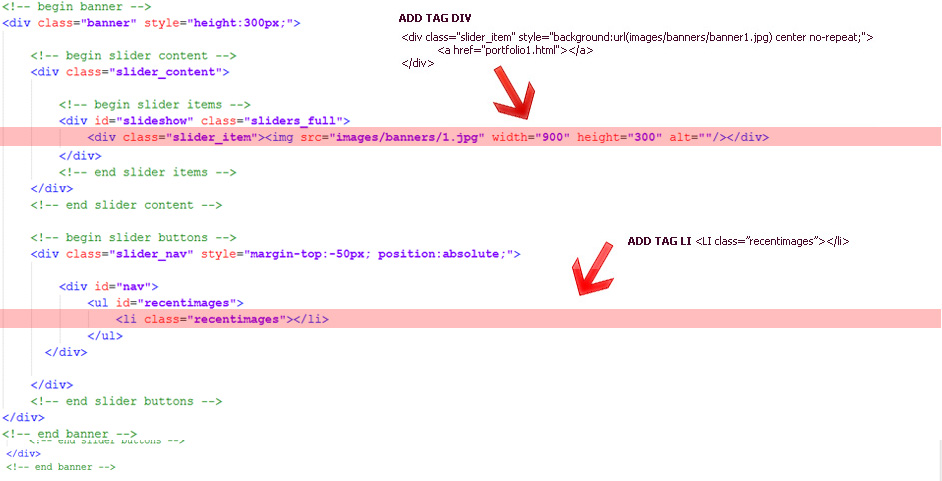 <!-- begin banner -->
<div class="banner" style="height:300px;">
ADD TAG DIV
<div class="slider_item" style="background:url(images/banners/banner1.jpg) center no-repeat;">
<a href="portfolio1.html"></a>
</div>
<!-- begin slider content -->
<div class="slider_content">
<!-- begin slider items -->
<div id="slideshow" class="sliders_full">
<div class="slider_item"><img src="images/banners/1.jpg" width="900" height="300" alt=""/></div>
</div>
<!-- end slider items -->
</div>
<!-- end slider content -->
<!-- begin slider buttons -->
<div class="slider_nav" style="margin-top:-50px; position:absolute;">
ADD TAG LI <LI class="recentimages"></li>
<div id="nav">
<ul id="recentimages">
<li class="recentimages"></li>
</ul>
</div>
</div>
<!-- end slider buttons -->
</div>
<!-- end banner -->
<!-- end slider buttons -->
</div>
<!-- end banner -->